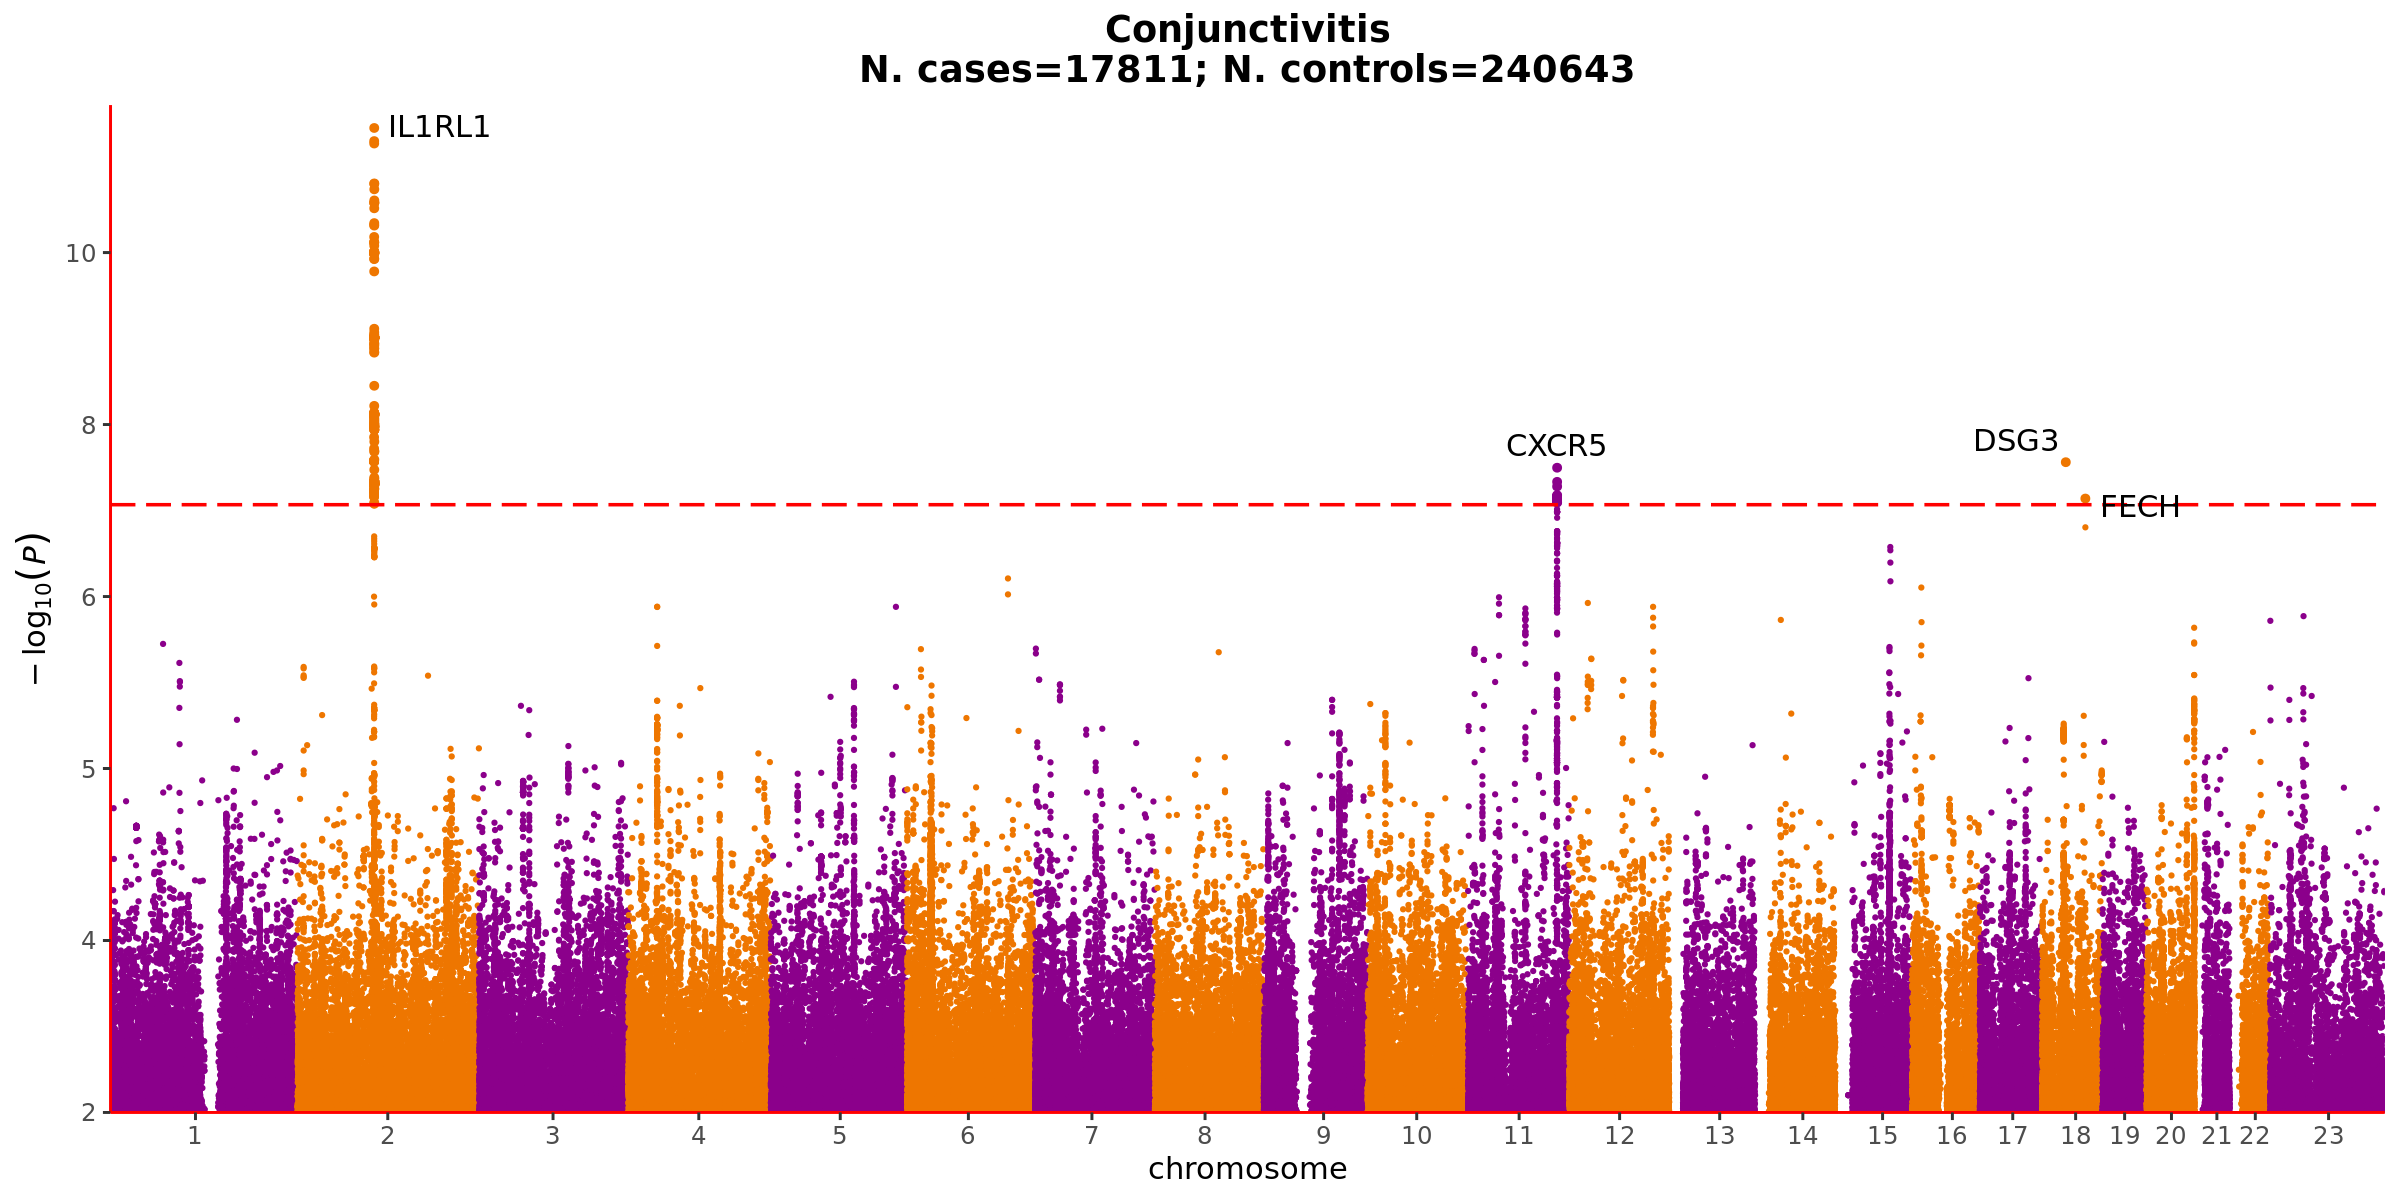 Conjunctivitis
N. cases=17811; N. controls=240643
IL1RL1
10
8
CXCR5
DSG3
FECH
6
5
4
2
− log₁₀(P)
1 2 3 4 5 6 7 8 9 10 11 12 13 14 15 16 17 18 19 20 21 22 23
chromosome